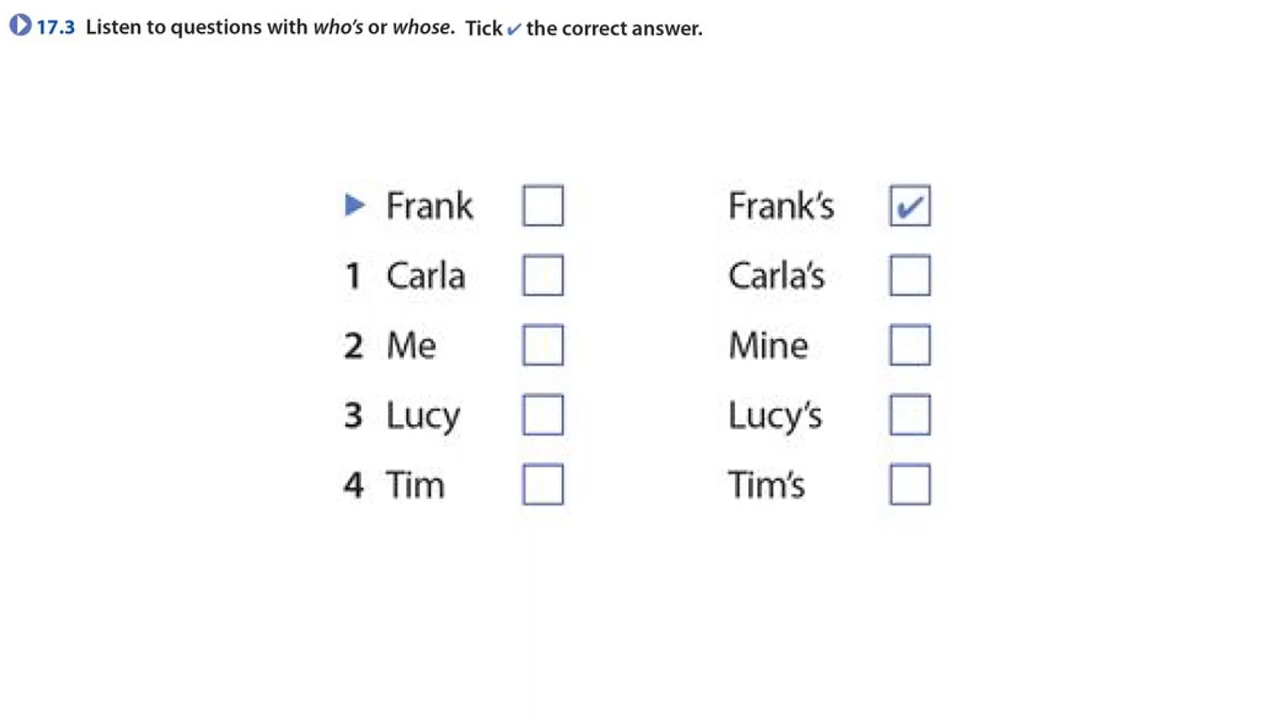 17.3 Listen to questions with who's or whose. Tick ✔ the correct answer.
Frank Frank's ✔
1 Carla Carla's
2 Me Mine
3 Lucy Lucy's
4 Tim Tim's